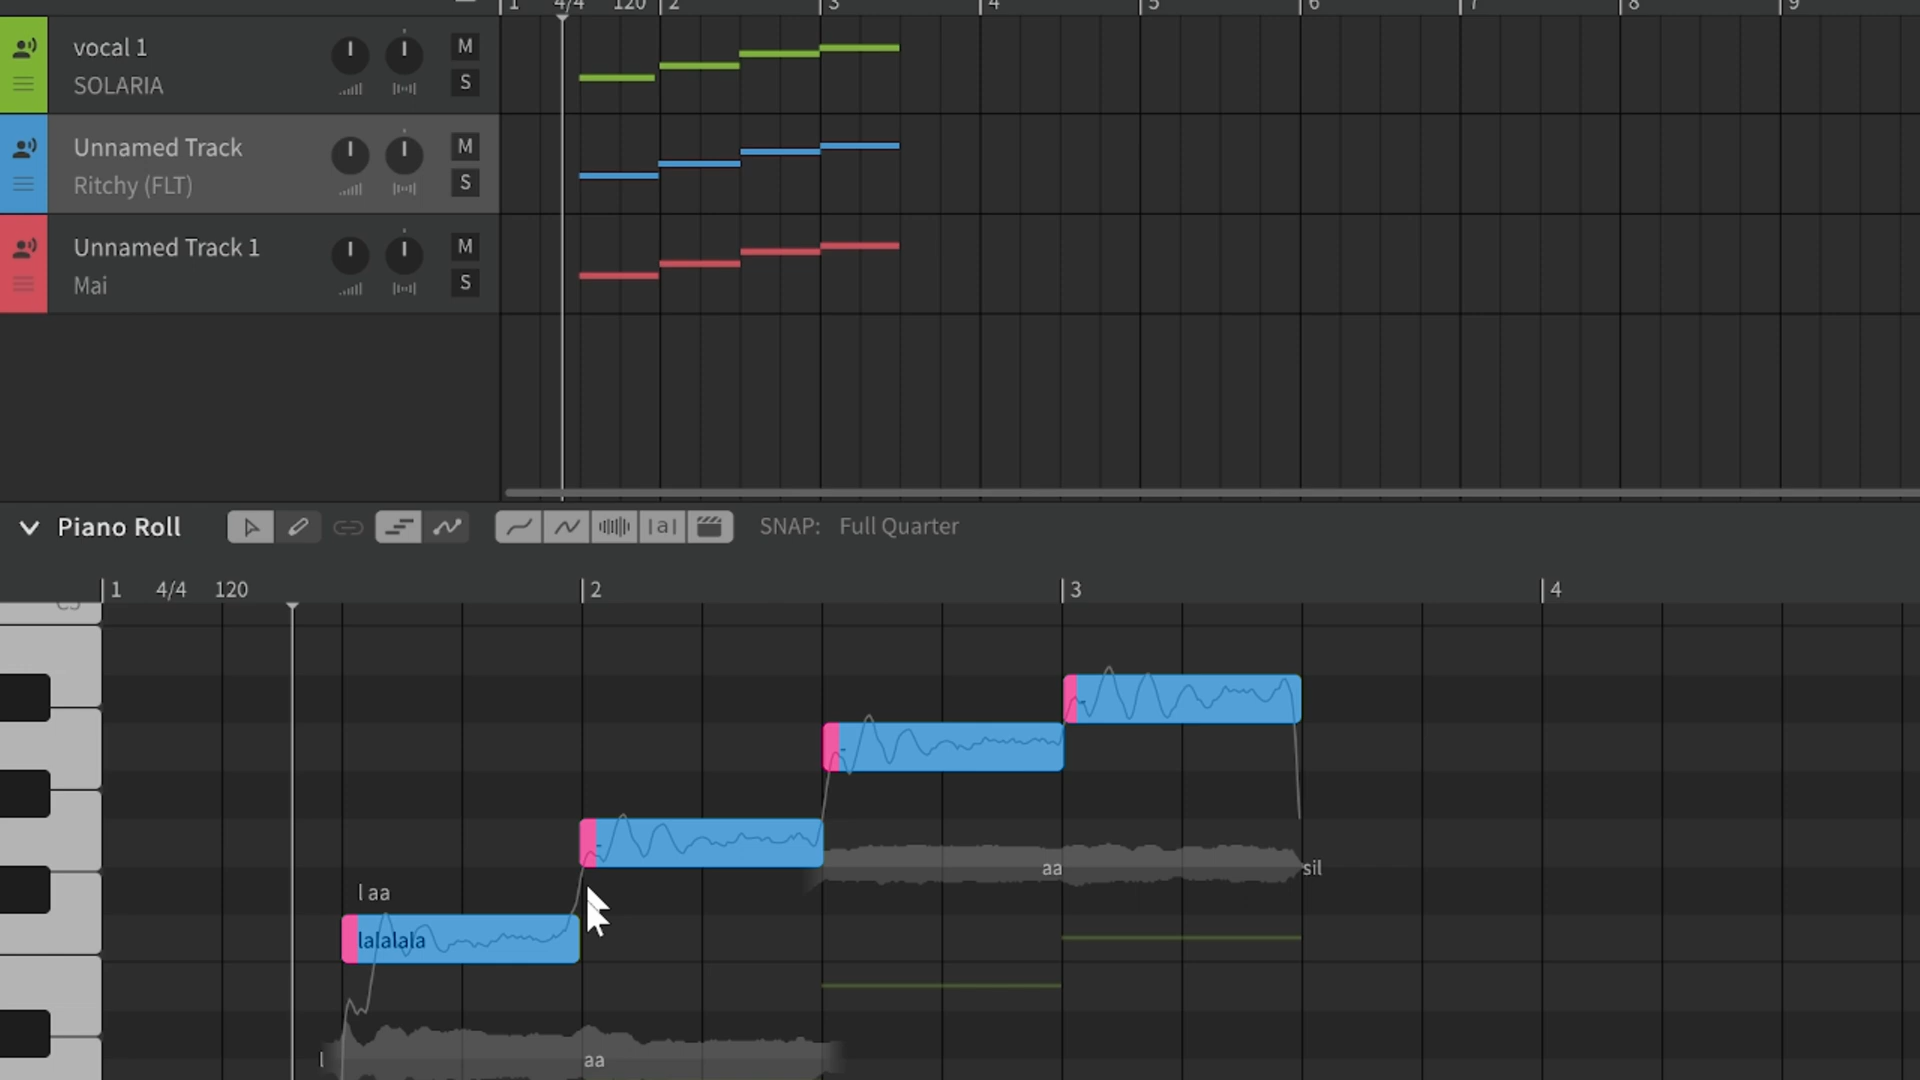 1 4/4 120 2 3 4 5 6 7 8 9
vocal 1
M
SOLARIA
S
Unnamed Track
M
Ritchy (FLT)
S
Unnamed Track 1
M
Mai
S
Piano Roll
|a|
SNAP: Full Quarter
1 4/4 120 2 3 4
-
-
-
aa
sil
l aa
lalalala
l
aa